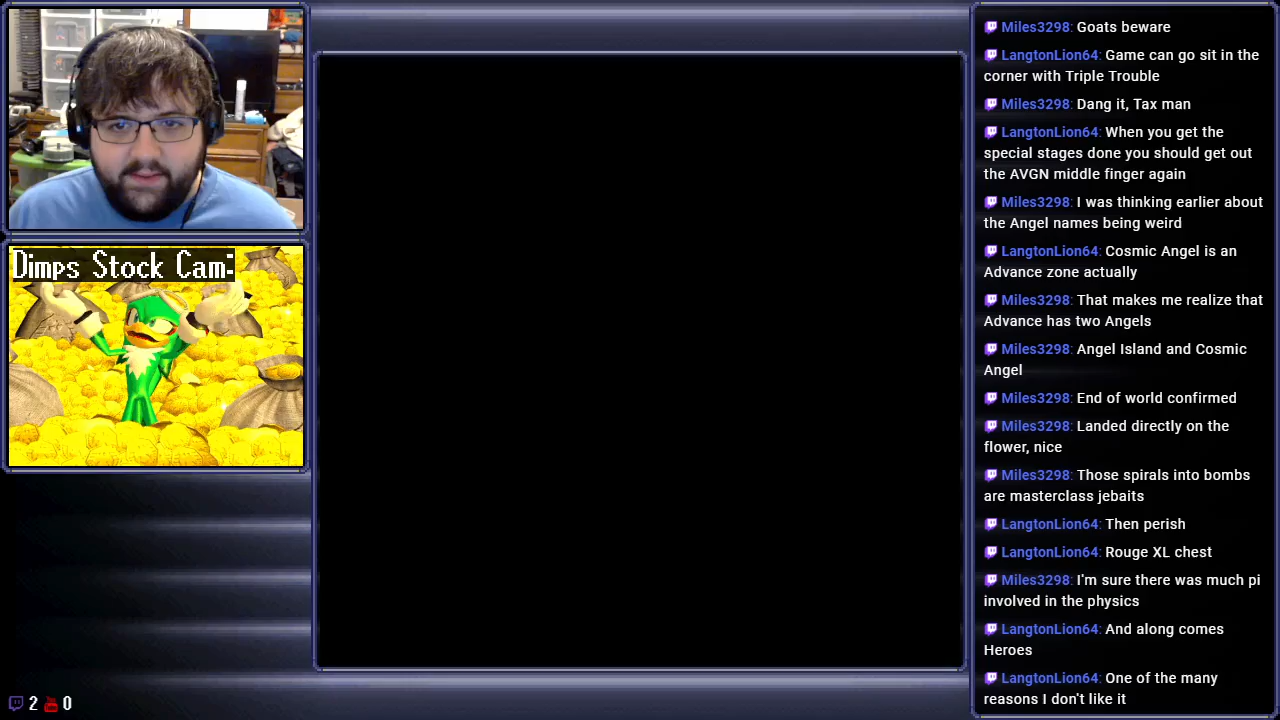 Dimps Stock Cam:
2 0
Miles3298: Goats beware
LangtonLion64: Game can go sit in the
corner with Triple Trouble
Miles3298: Dang it, Tax man
LangtonLion64: When you get the
special stages done you should get out
the AVGN middle finger again
Miles3298: I was thinking earlier about
the Angel names being weird
LangtonLion64: Cosmic Angel is an
Advance zone actually
Miles3298: That makes me realize that
Advance has two Angels
Miles3298: Angel Island and Cosmic
Angel
Miles3298: End of world confirmed
Miles3298: Landed directly on the
flower, nice
Miles3298: Those spirals into bombs
are masterclass jebaits
LangtonLion64: Then perish
LangtonLion64: Rouge XL chest
Miles3298: I'm sure there was much pi
involved in the physics
LangtonLion64: And along comes
Heroes
LangtonLion64: One of the many
reasons I don't like it